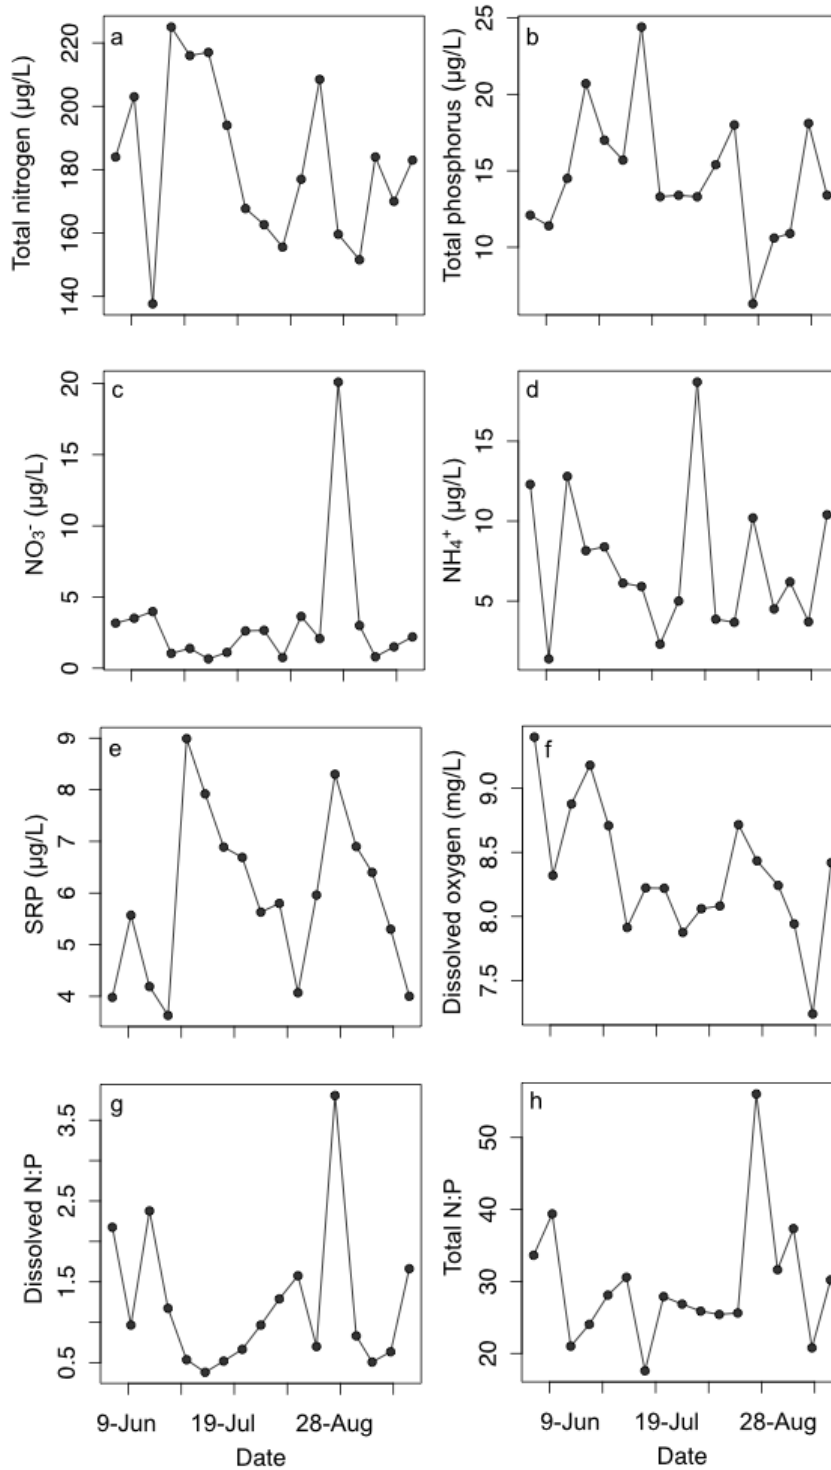 a
Total nitrogen (µg/L)
140 160 180 200 220
b
Total phosphorus (µg/L)
10 15 20 25
c
NO₃⁻ (µg/L)
0 5 10 15 20
d
NH₄⁺ (µg/L)
5 10 15
e
SRP (µg/L)
4 5 6 7 8 9
f
Dissolved oxygen (mg/L)
7.5 8.0 8.5 9.0
g
Dissolved N:P
0.5 1.5 2.5 3.5
9-Jun 19-Jul 28-Aug
Date
h
Total N:P
20 30 40 50
9-Jun 19-Jul 28-Aug
Date